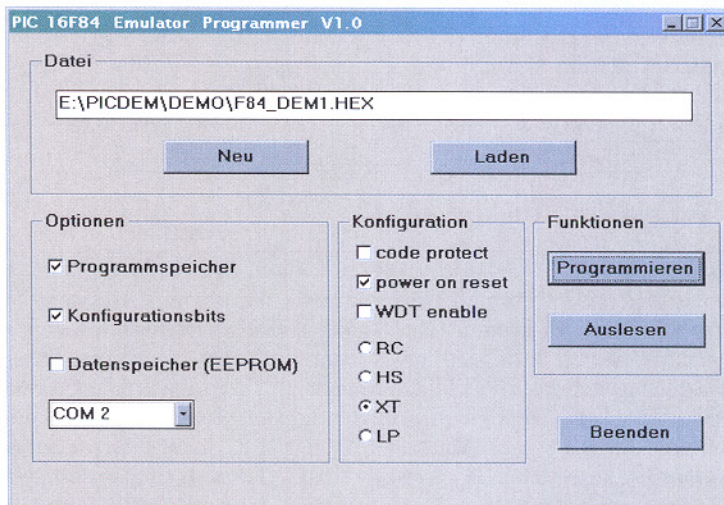 PIC 16F84 Emulator Programmer V1.0
Datei
E:\PICDEM\DEMO\F84_DEM1.HEX
Neu
Laden
Optionen
Programmspeicher
Konfigurationsbits
Datenspeicher (EEPROM)
COM 2
Konfiguration
code protect
power on reset
WDT enable
RC
HS
XT
LP
Funktionen
Programmieren
Auslesen
Beenden